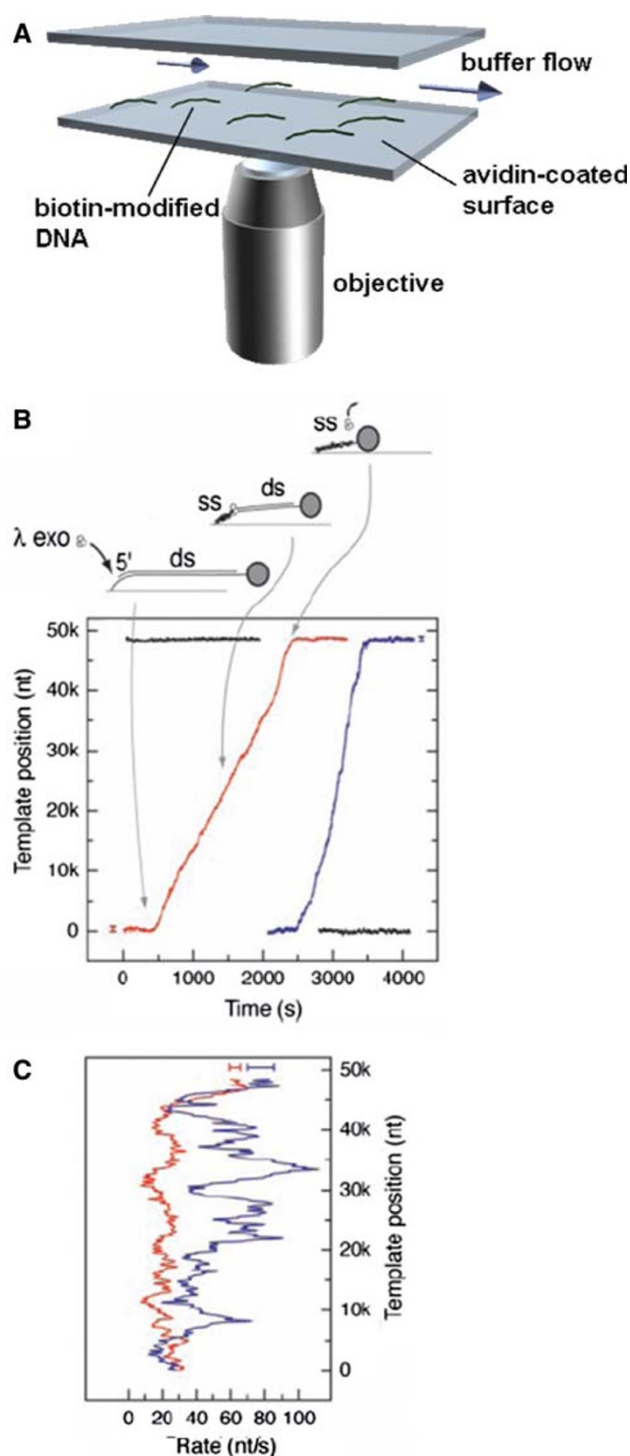 A
buffer flow
biotin-modified
DNA
avidin-coated
surface
objective
B
ss
ss ds
λ exo 5' ds
50k
40k
30k
20k
10k
0
Template position (nt)
0 1000 2000 3000 4000
Time (s)
C
50k
40k
30k
20k
10k
0
Template position (nt)
0 20 40 60 80 100
Rate (nt/s)